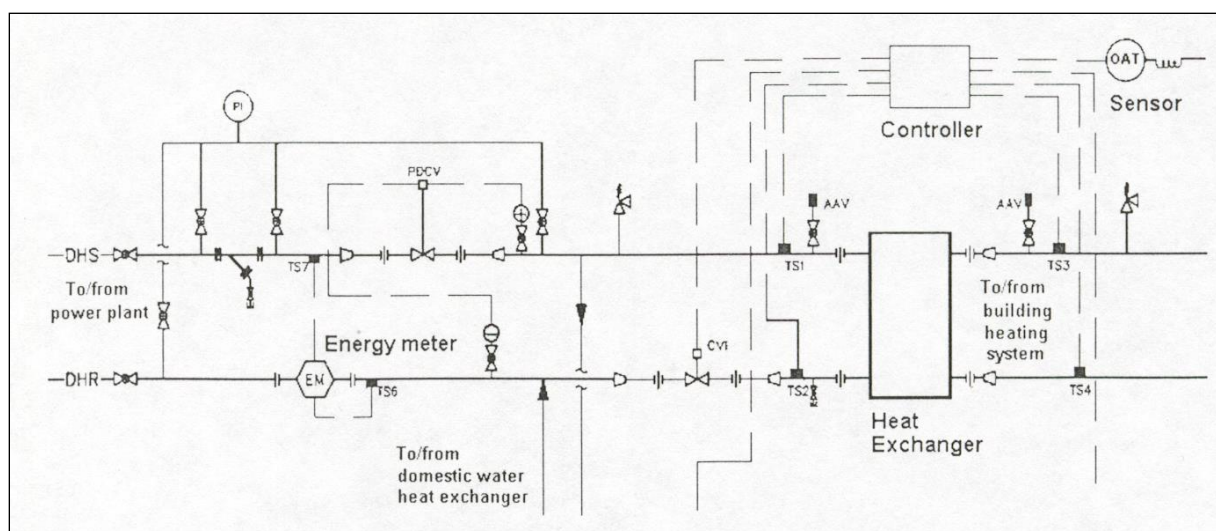 PI
PDCV
OAT
Sensor
Controller
AAV
AAV
DHS
TS7
TS1
TS3
To/from
power plant
Energy meter
To/from
building
heating
system
CV1
DHR
EM
TS6
TS2
TS4
Heat
Exchanger
To/from
domestic water
heat exchanger